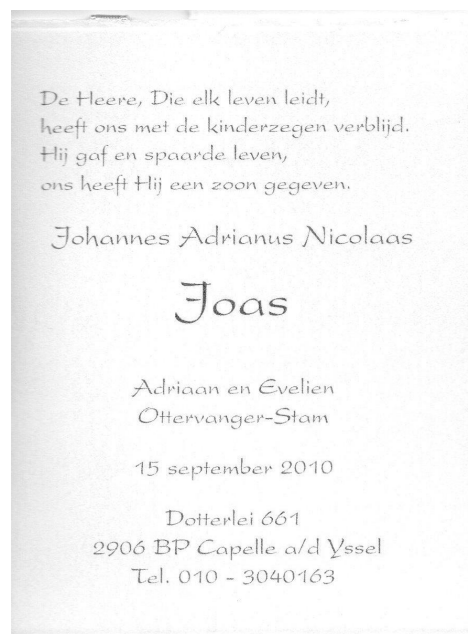 De Heere, Die elk leven leidt,
heeft ons met de kinderzegen verblijd.
Hij gaf en spaarde leven,
ons heeft Hij een zoon gegeven.
Johannes Adrianus Nicolaas
Joas
Adriaan en Evelien
Ottervanger-Stam
15 september 2010
Dotterlei 661
2906 BP Capelle a/d Yssel
Tel. 010 - 3040163